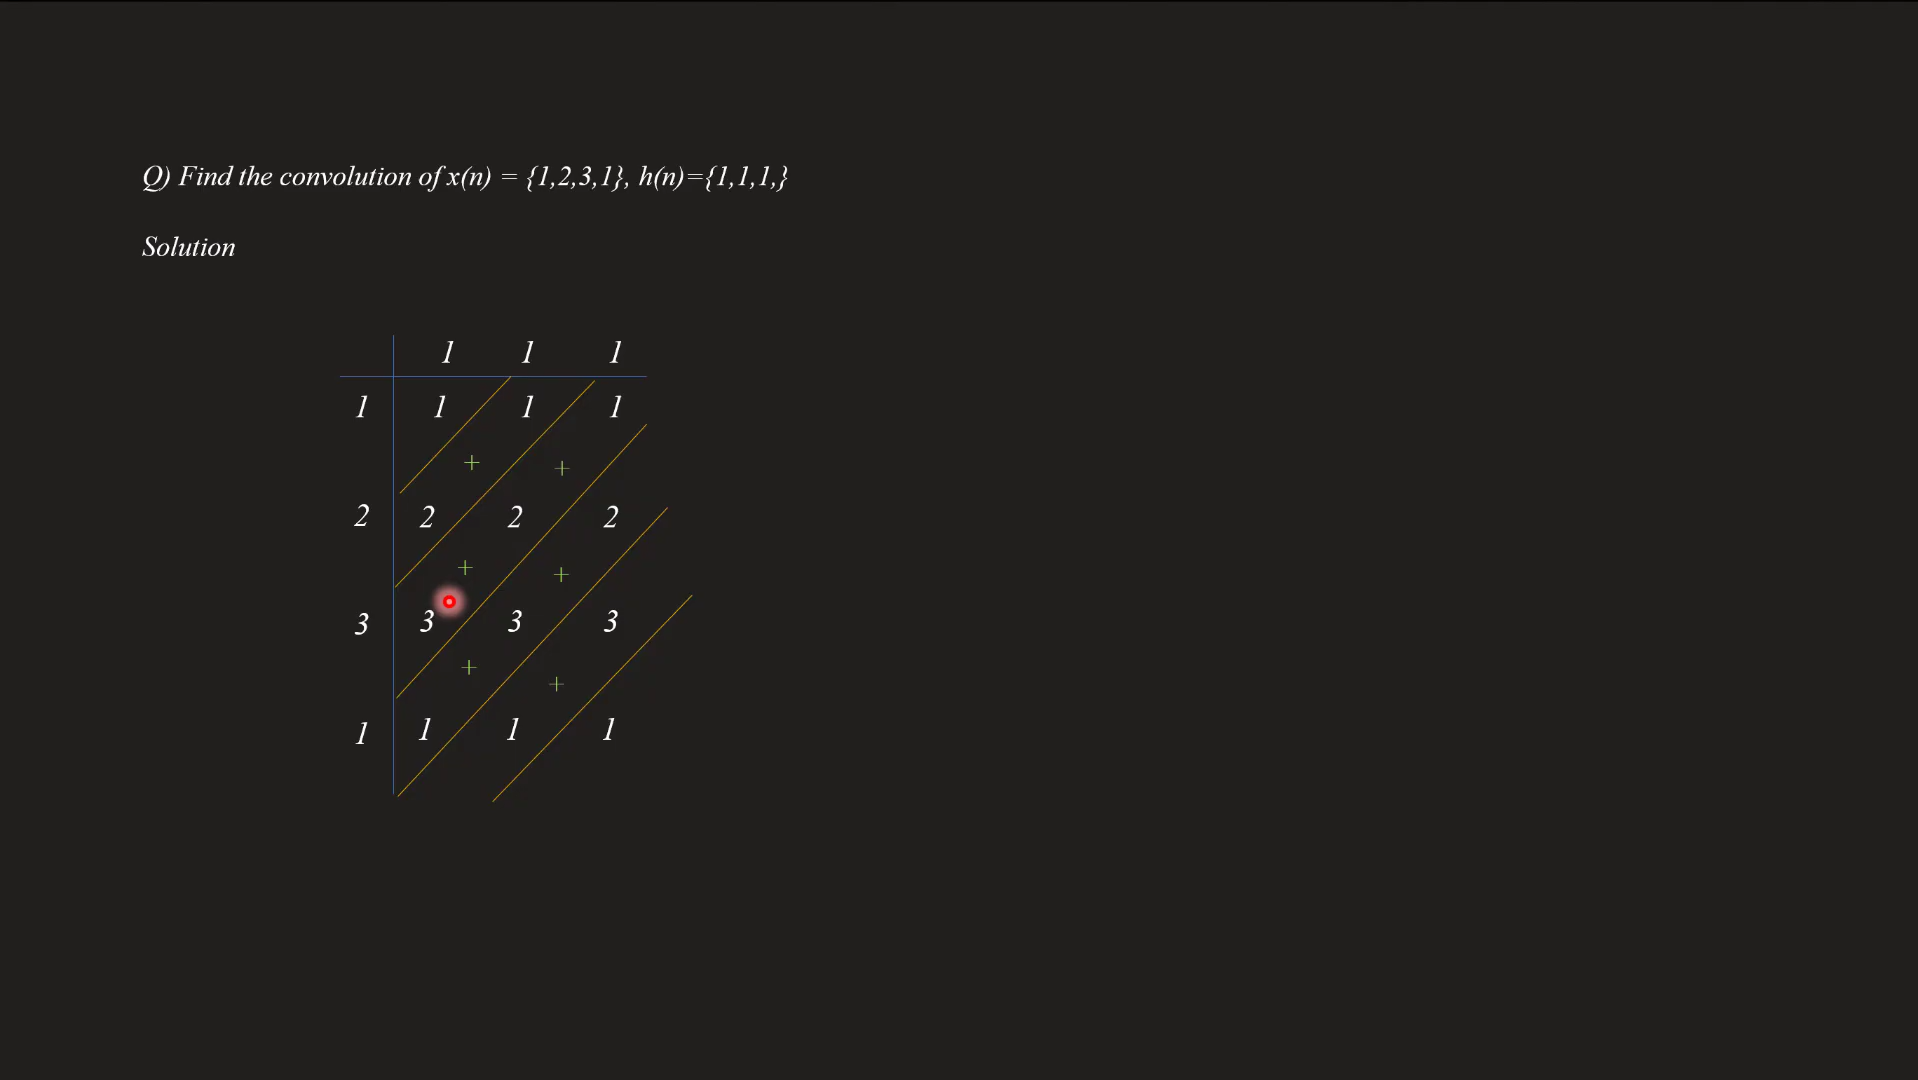 Q) Find the convolution of x(n) = {1,2,3,1}, h(n)={1,1,1,}
Solution
1 1 1
1 1 1 1
+ +
2 2 2 2
+ +
3 3 3 3
+ +
1 1 1 1